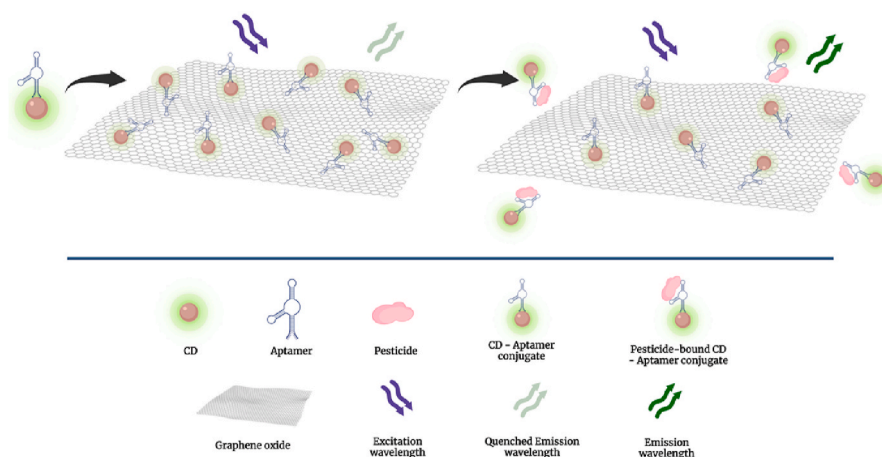 CD
Aptamer
Pesticide
CD - Aptamer
conjugate
Pesticide-bound CD
- Aptamer conjugate
Graphene oxide
Excitation
wavelength
Quenched Emission
wavelength
Emission
wavelength